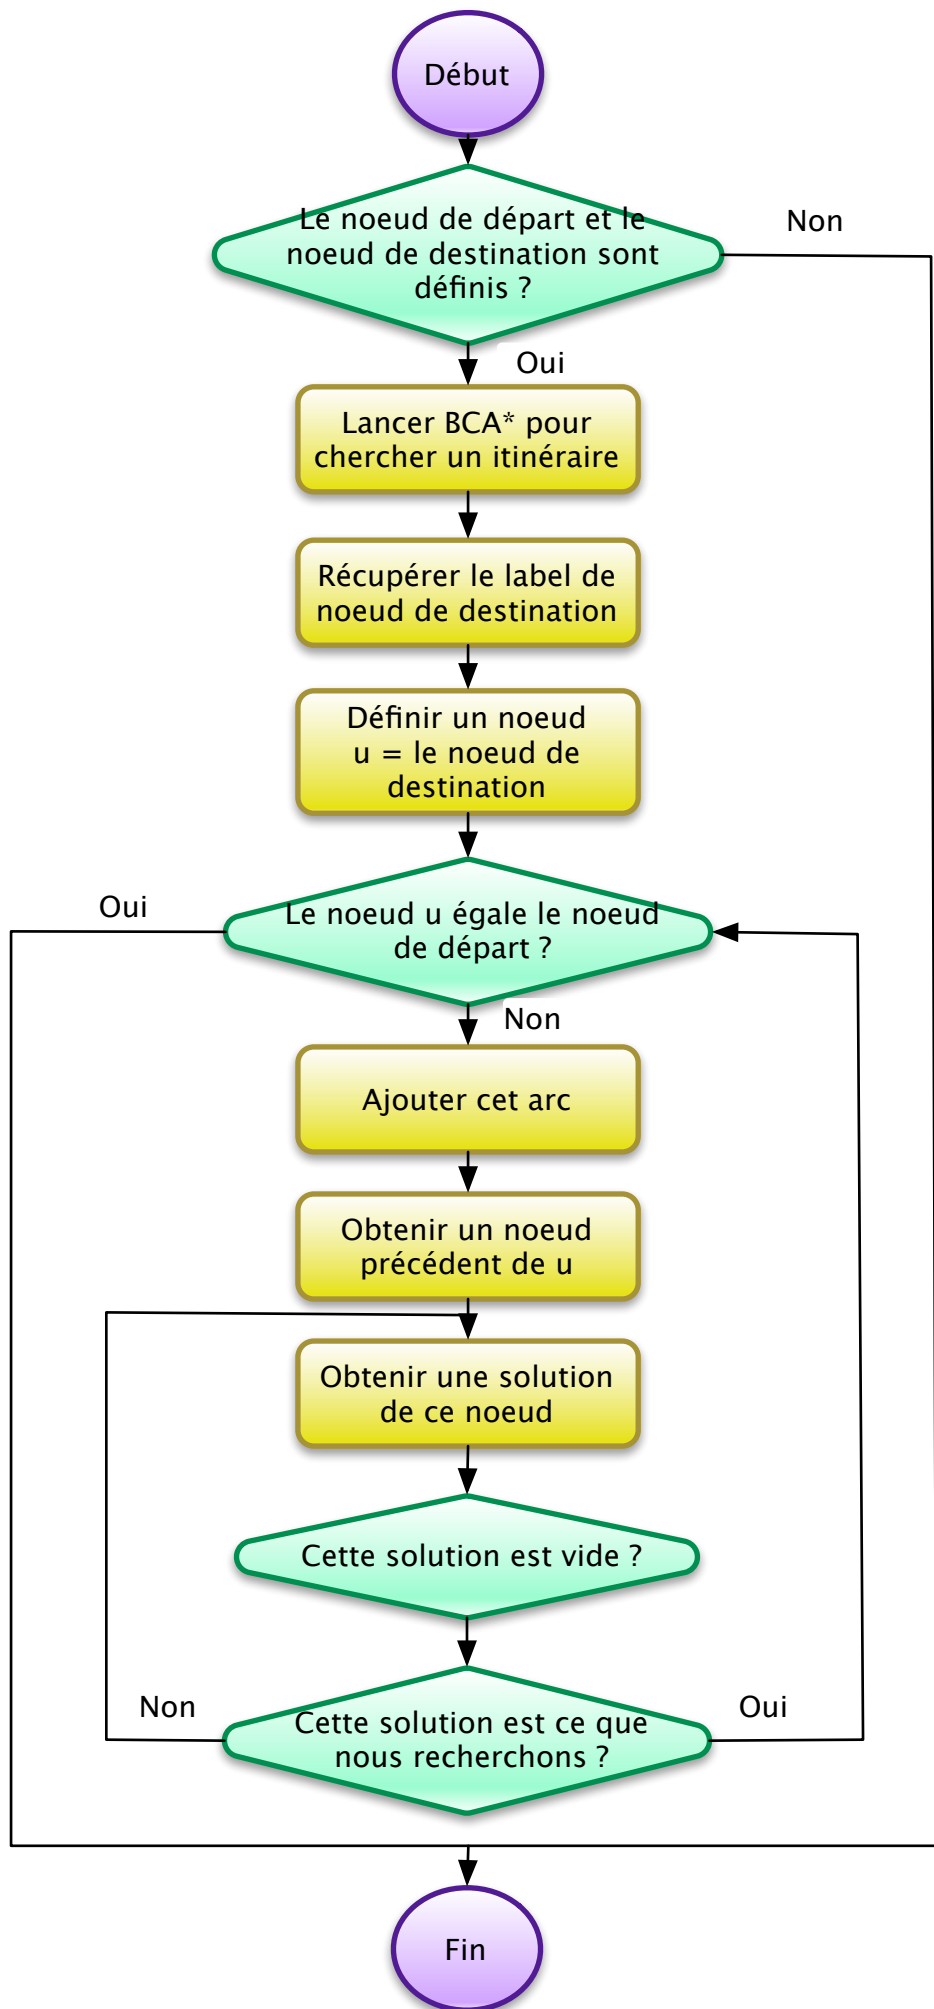 Début
Le noeud de départ et le
noeud de destination sont
définis ?
Non
Oui
Lancer BCA* pour
chercher un itinéraire
Récupérer le label de
noeud de destination
Définir un noeud
u = le noeud de
destination
Oui
Le noeud u égale le noeud
de départ ?
Non
Ajouter cet arc
Obtenir un noeud
précédent de u
Obtenir une solution
de ce noeud
Cette solution est vide ?
Non
Cette solution est ce que
nous recherchons ?
Oui
Fin